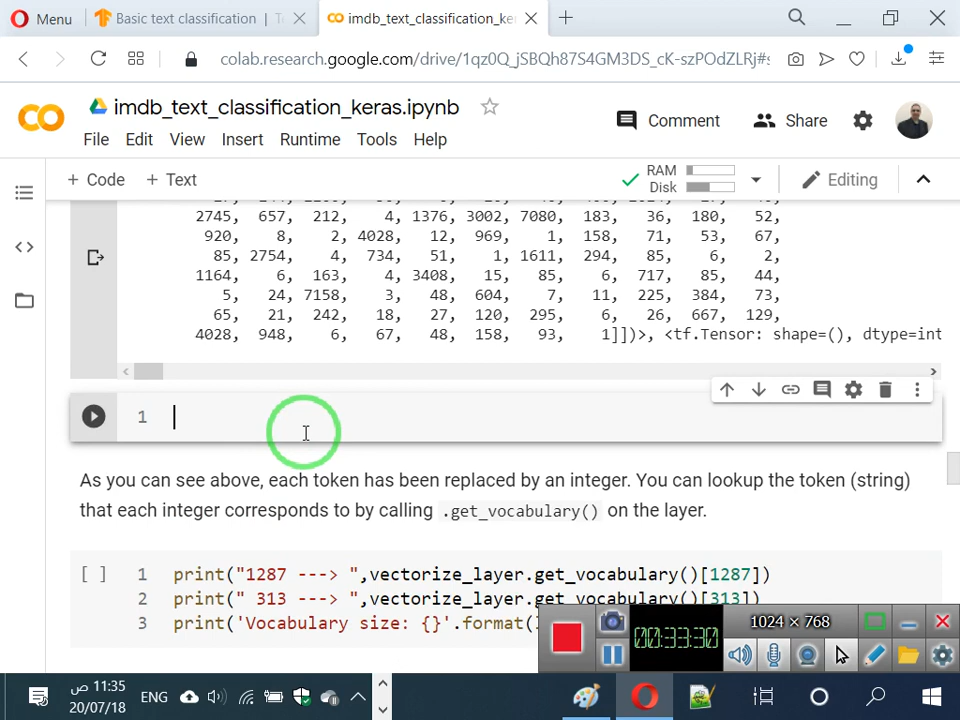 Menu
Basic text classification
imdb_text_classification_ke
colab.research.google.com/drive/1qz0Q_jSBQh87S4GM3DS_cK-szPOdZLRj#s
imdb_text_classification_keras.ipynb
Comment
Share
File Edit View Insert Runtime Tools Help
+ Code + Text
RAM
Disk
Editing
2745, 657, 212, 4, 1376, 3002, 7080, 183, 36, 180, 52,
920, 8, 2, 4028, 12, 969, 1, 158, 71, 53, 67,
85, 2754, 4, 734, 51, 1, 1611, 294, 85, 6, 2,
1164, 6, 163, 4, 3408, 15, 85, 6, 717, 85, 44,
5, 24, 7158, 3, 48, 604, 7, 11, 225, 384, 73,
65, 21, 242, 18, 27, 120, 295, 6, 26, 667, 129,
4028, 948, 6, 67, 48, 158, 93, 1]])>, <tf.Tensor: shape=(), dtype=int
1
As you can see above, each token has been replaced by an integer. You can lookup the token (string)
that each integer corresponds to by calling .get_vocabulary() on the layer.
[ ] 1 print("1287 ---> ",vectorize_layer.get_vocabulary()[1287])
2 print(" 313 ---> ",vectorize_layer.get_vocabulary()[313])
3 print('Vocabulary size: {}'.format(
00:33:30
1024 × 768
11:35 ص
20/07/18
ENG